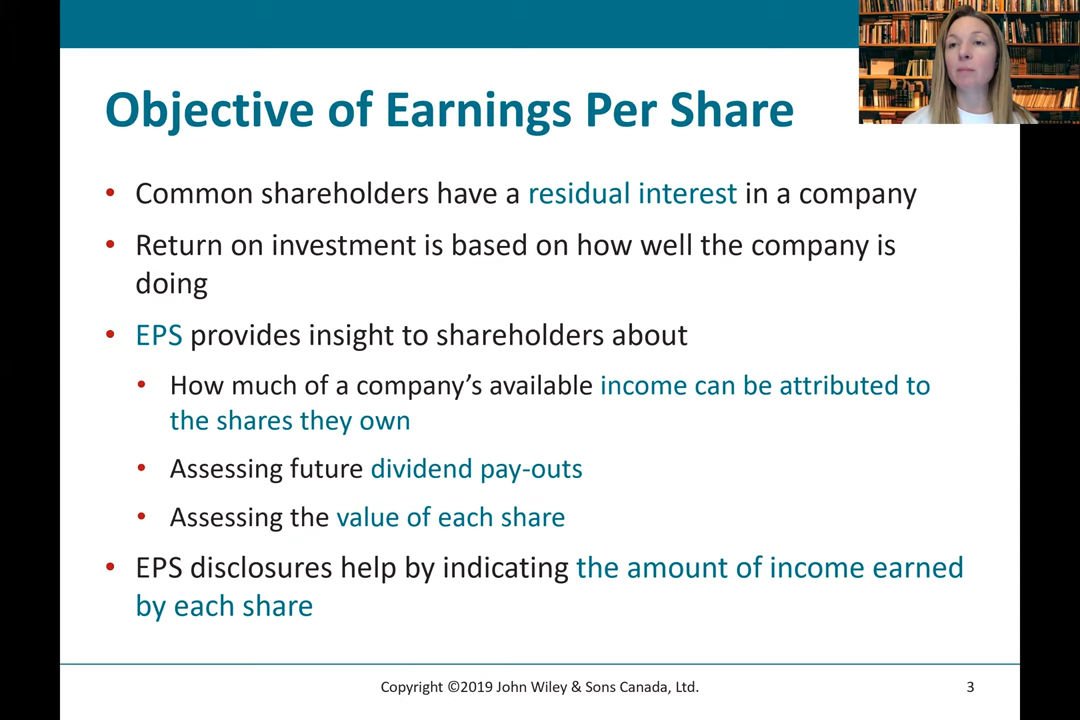 Objective of Earnings Per Share
• Common shareholders have a residual interest in a company
• Return on investment is based on how well the company is
doing
• EPS provides insight to shareholders about
• How much of a company’s available income can be attributed to
the shares they own
• Assessing future dividend pay-outs
• Assessing the value of each share
• EPS disclosures help by indicating the amount of income earned
by each share
Copyright ©2019 John Wiley & Sons Canada, Ltd.
3